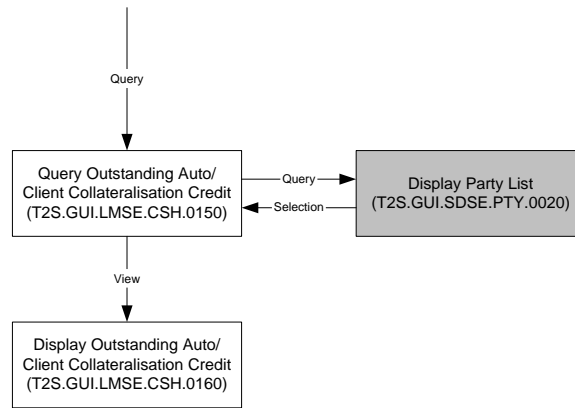 Query
Query Outstanding Auto/
Client Collateralisation Credit
(T2S.GUI.LMSE.CSH.0150)
Query
Selection
Display Party List
(T2S.GUI.SDSE.PTY.0020)
View
Display Outstanding Auto/
Client Collateralisation Credit
(T2S.GUI.LMSE.CSH.0160)